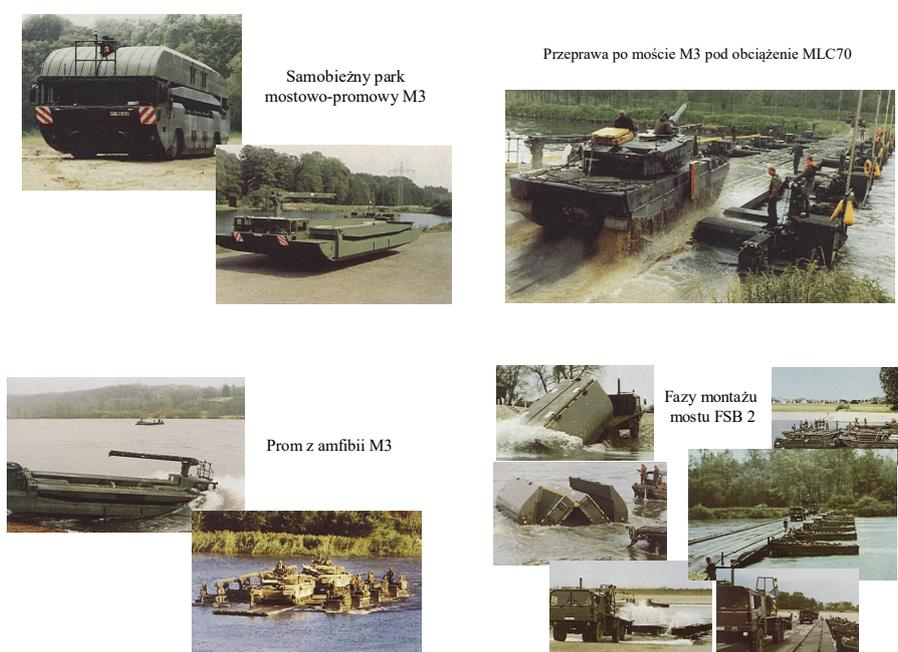 Samobieżny park
mostowo-promowy M3
Przeprawa po moście M3 pod obciążenie MLC70
Prom z amfibii M3
Fazy montażu
mostu FSB 2